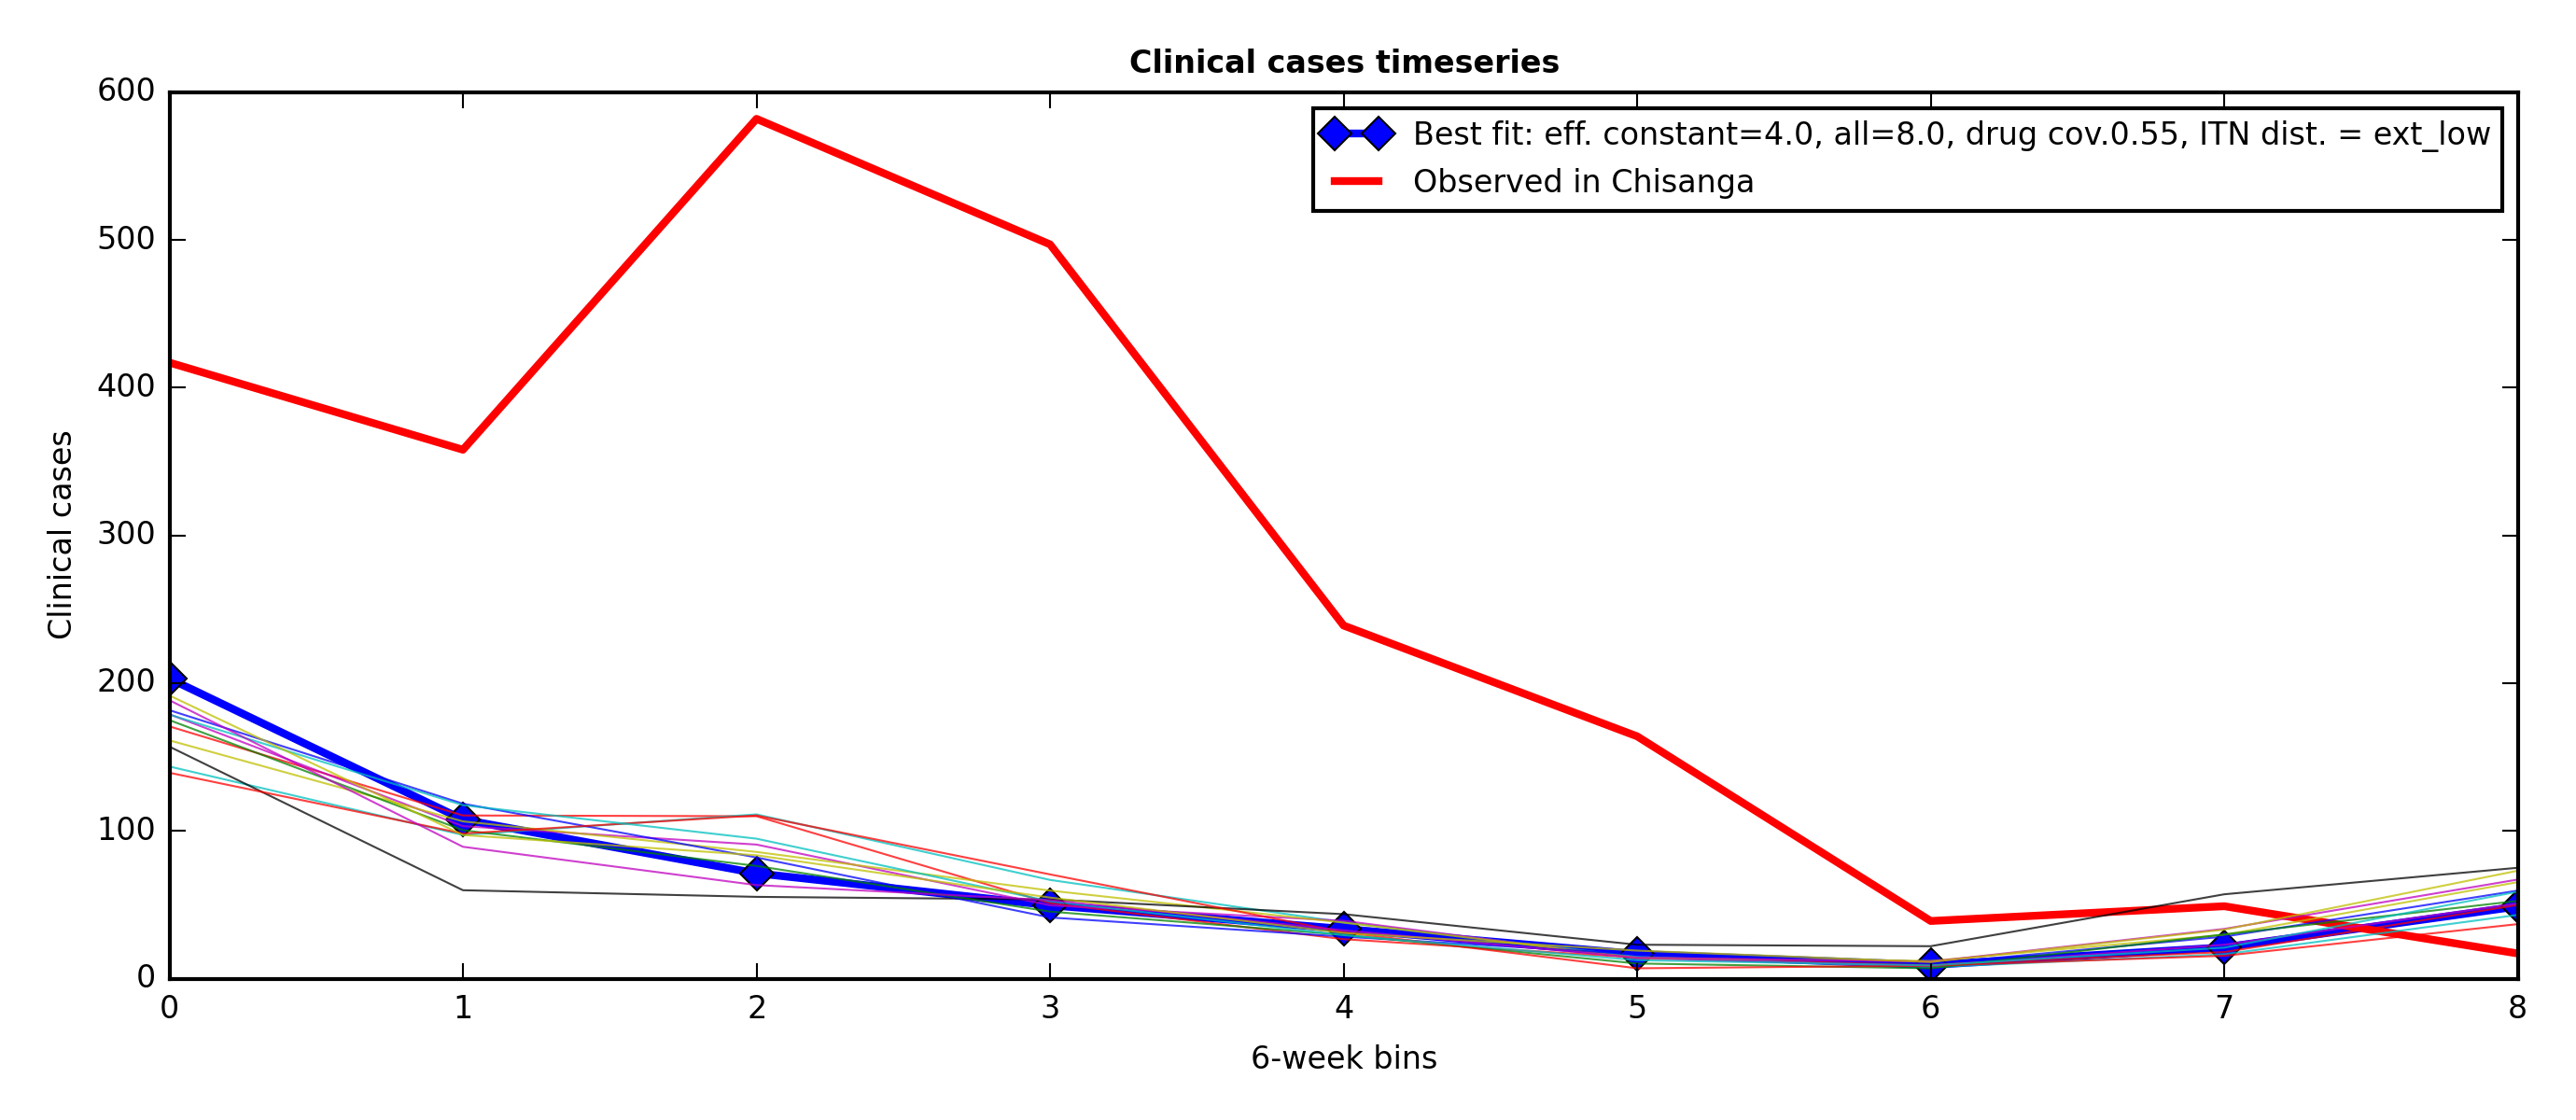 Clinical cases timeseries
600
500
400
300
200
100
0
Clinical cases
Best fit: eff. constant=4.0, all=8.0, drug cov.0.55, ITN dist. = ext_low
Observed in Chisanga
0 1 2 3 4 5 6 7 8
6-week bins